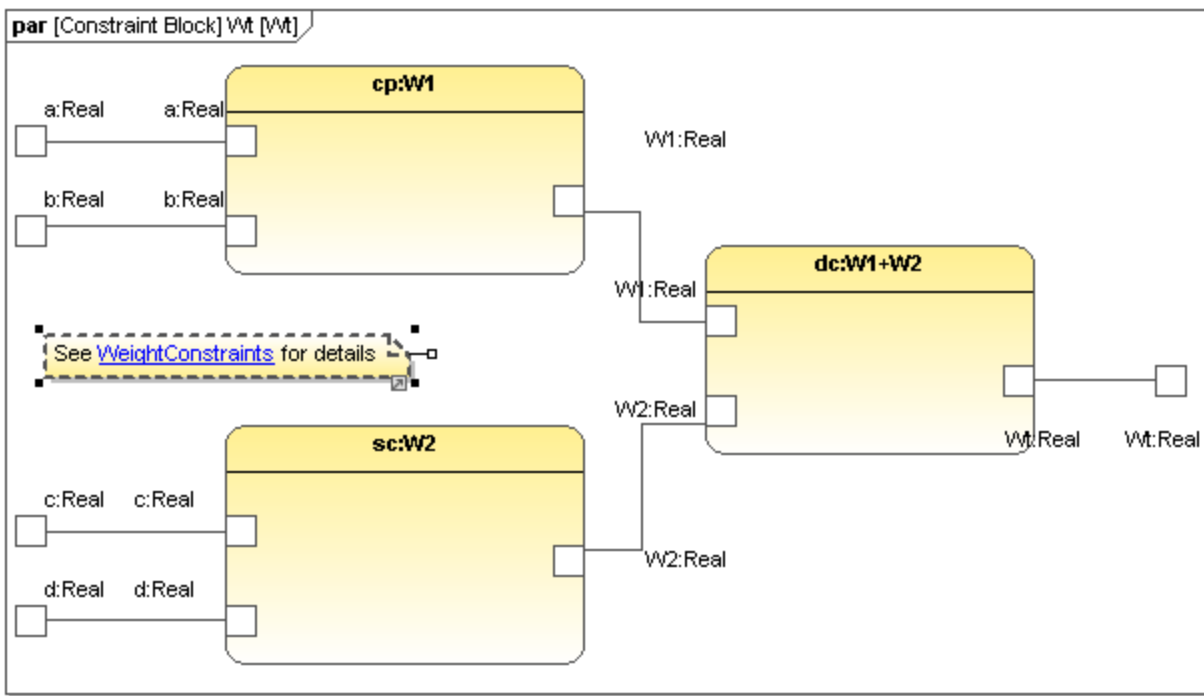 par [Constraint Block] Wt [Wt]
cp:W1
a:Real
a:Real
W1:Real
b:Real
b:Real
dc:W1+W2
W1:Real
See WeightConstraints for details
W2:Real
sc:W2
Wt:Real
Wt:Real
c:Real
c:Real
W2:Real
d:Real
d:Real